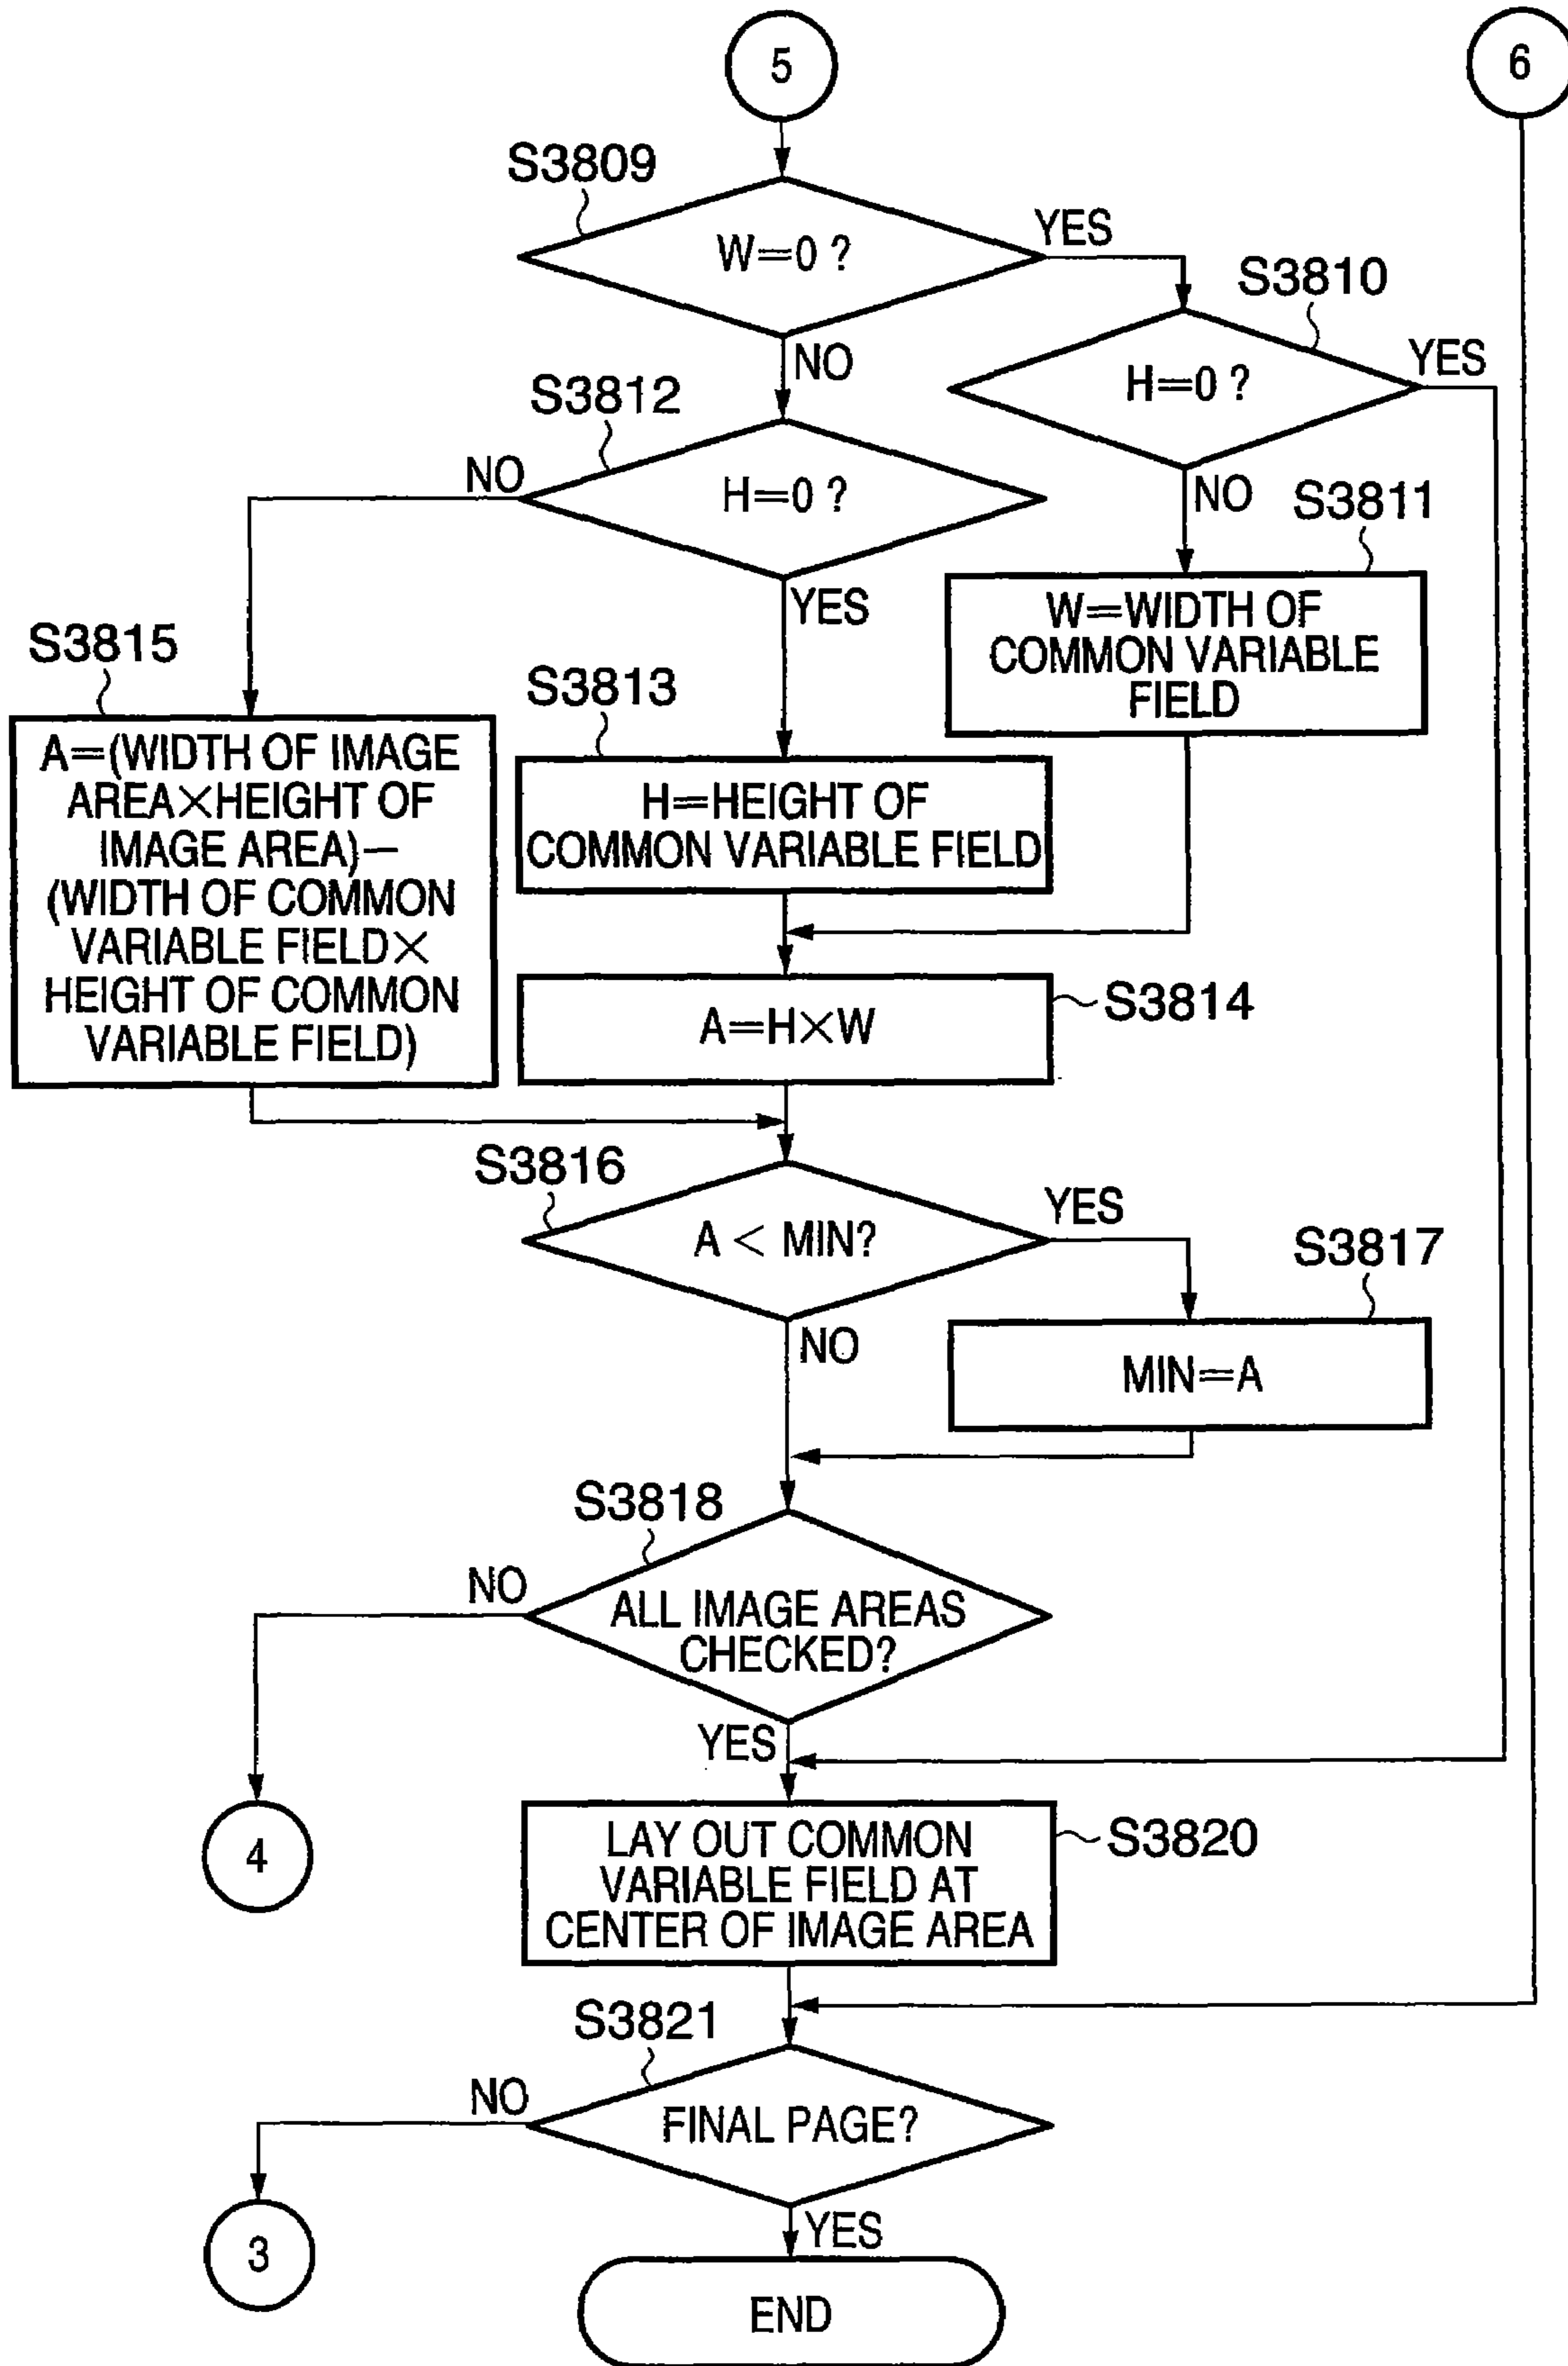 5
6
S3809
W=0 ?
YES
S3810
NO
H=0 ?
YES
S3812
NO
H=0 ?
NO
S3811
YES
W=WIDTH OF
COMMON VARIABLE
FIELD
S3815
S3813
A=(WIDTH OF IMAGE
AREA×HEIGHT OF
IMAGE AREA)−
(WIDTH OF COMMON
VARIABLE FIELD×
HEIGHT OF COMMON
VARIABLE FIELD)
H=HEIGHT OF
COMMON VARIABLE FIELD
A=H×W
S3814
S3816
A < MIN?
YES
S3817
NO
MIN=A
S3818
NO
ALL IMAGE AREAS
CHECKED?
YES
4
LAY OUT COMMON
VARIABLE FIELD AT
CENTER OF IMAGE AREA
S3820
S3821
NO
FINAL PAGE?
YES
3
END